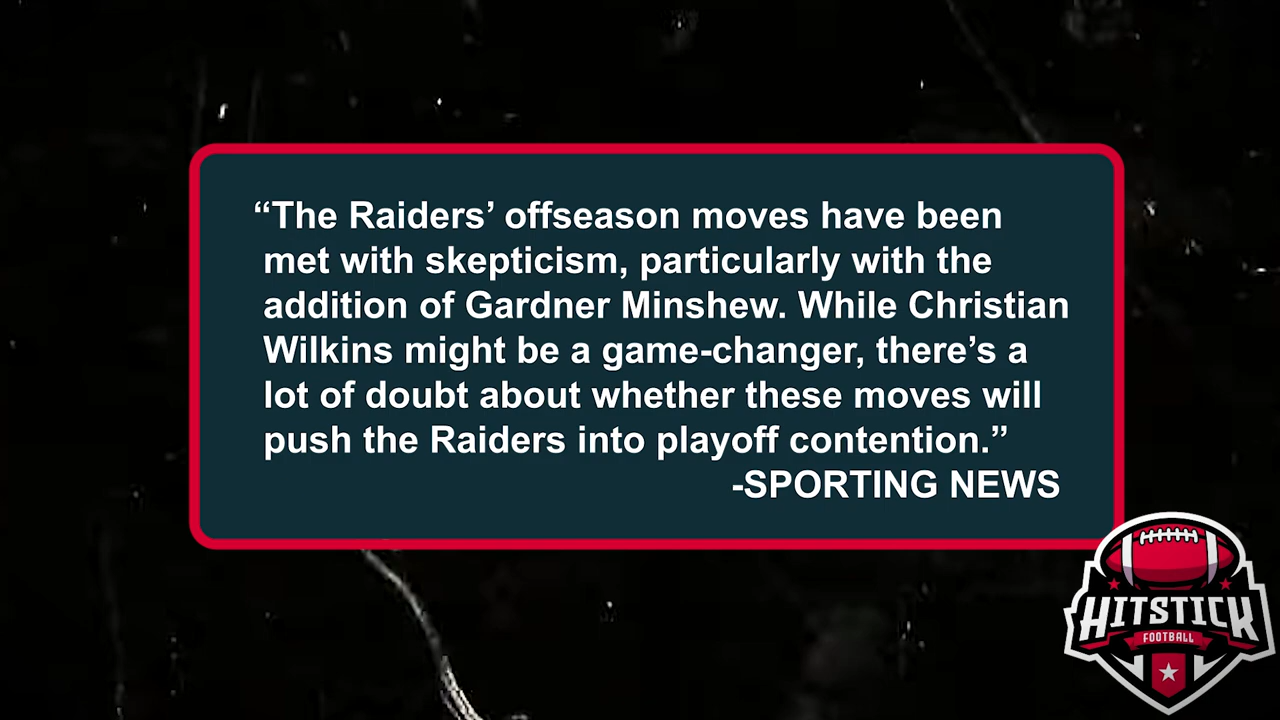 “The Raiders’ offseason moves have been
met with skepticism, particularly with the
addition of Gardner Minshew. While Christian
Wilkins might be a game-changer, there’s a
lot of doubt about whether these moves will
push the Raiders into playoff contention.”
-SPORTING NEWS
HITSTICK
FOOTBALL